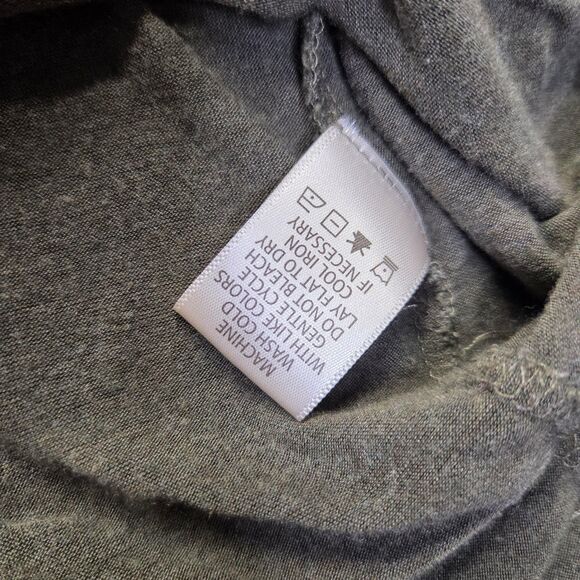 MACHINE
WASH COLD
WITH LIKE COLORS
GENTLE CYCLE
DO NOT BLEACH
LAY FLAT TO DRY
COOL IRON
IF NECESSARY